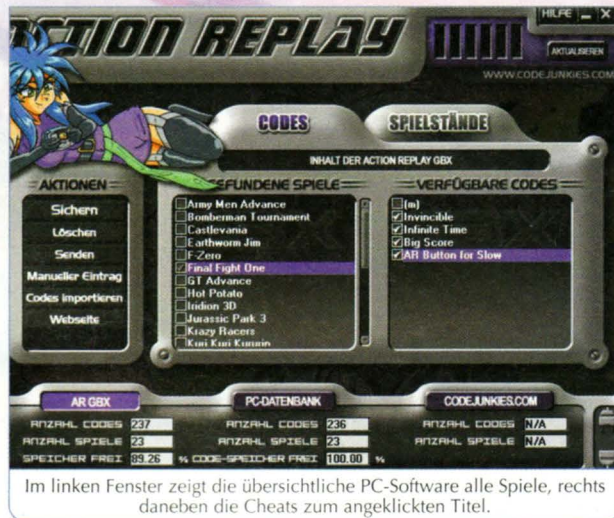 ACTION REPLAY
HILFE
AKTUALISIEREN
WWW.CODEJUNKIES.COM
CODES
SPIELSTÄNDE
INHALT DER ACTION REPLAY GBX
AKTIONEN
Sichern
Löschen
Senden
Manueller Eintrag
Codes importieren
Webseite
EFUNDENE SPIELE
Army Men Advance
Bomberman Tournament
Castlevania
Earthworm Jim
F-Zero
Final Fight One
GT Advance
Hot Potato
Iridion 3D
Jurassic Park 3
Krazy Racers
Kuri Kuri Kururin
VERFÜGBARE CODES
(m)
Invincible
Infinite Time
Big Score
AR Button for Slow
AR GBX
ANZAHL CODES 237
ANZAHL SPIELE 23
SPEICHER FREI 89.26 %
PC-DATENBANK
ANZAHL CODES 236
ANZAHL SPIELE 23
CODE-SPEICHER FREI 100.00 %
CODEJUNKIES.COM
ANZAHL CODES N/A
ANZAHL SPIELE N/A
Im linken Fenster zeigt die übersichtliche PC-Software alle Spiele, rechts
daneben die Cheats zum angeklickten Titel.